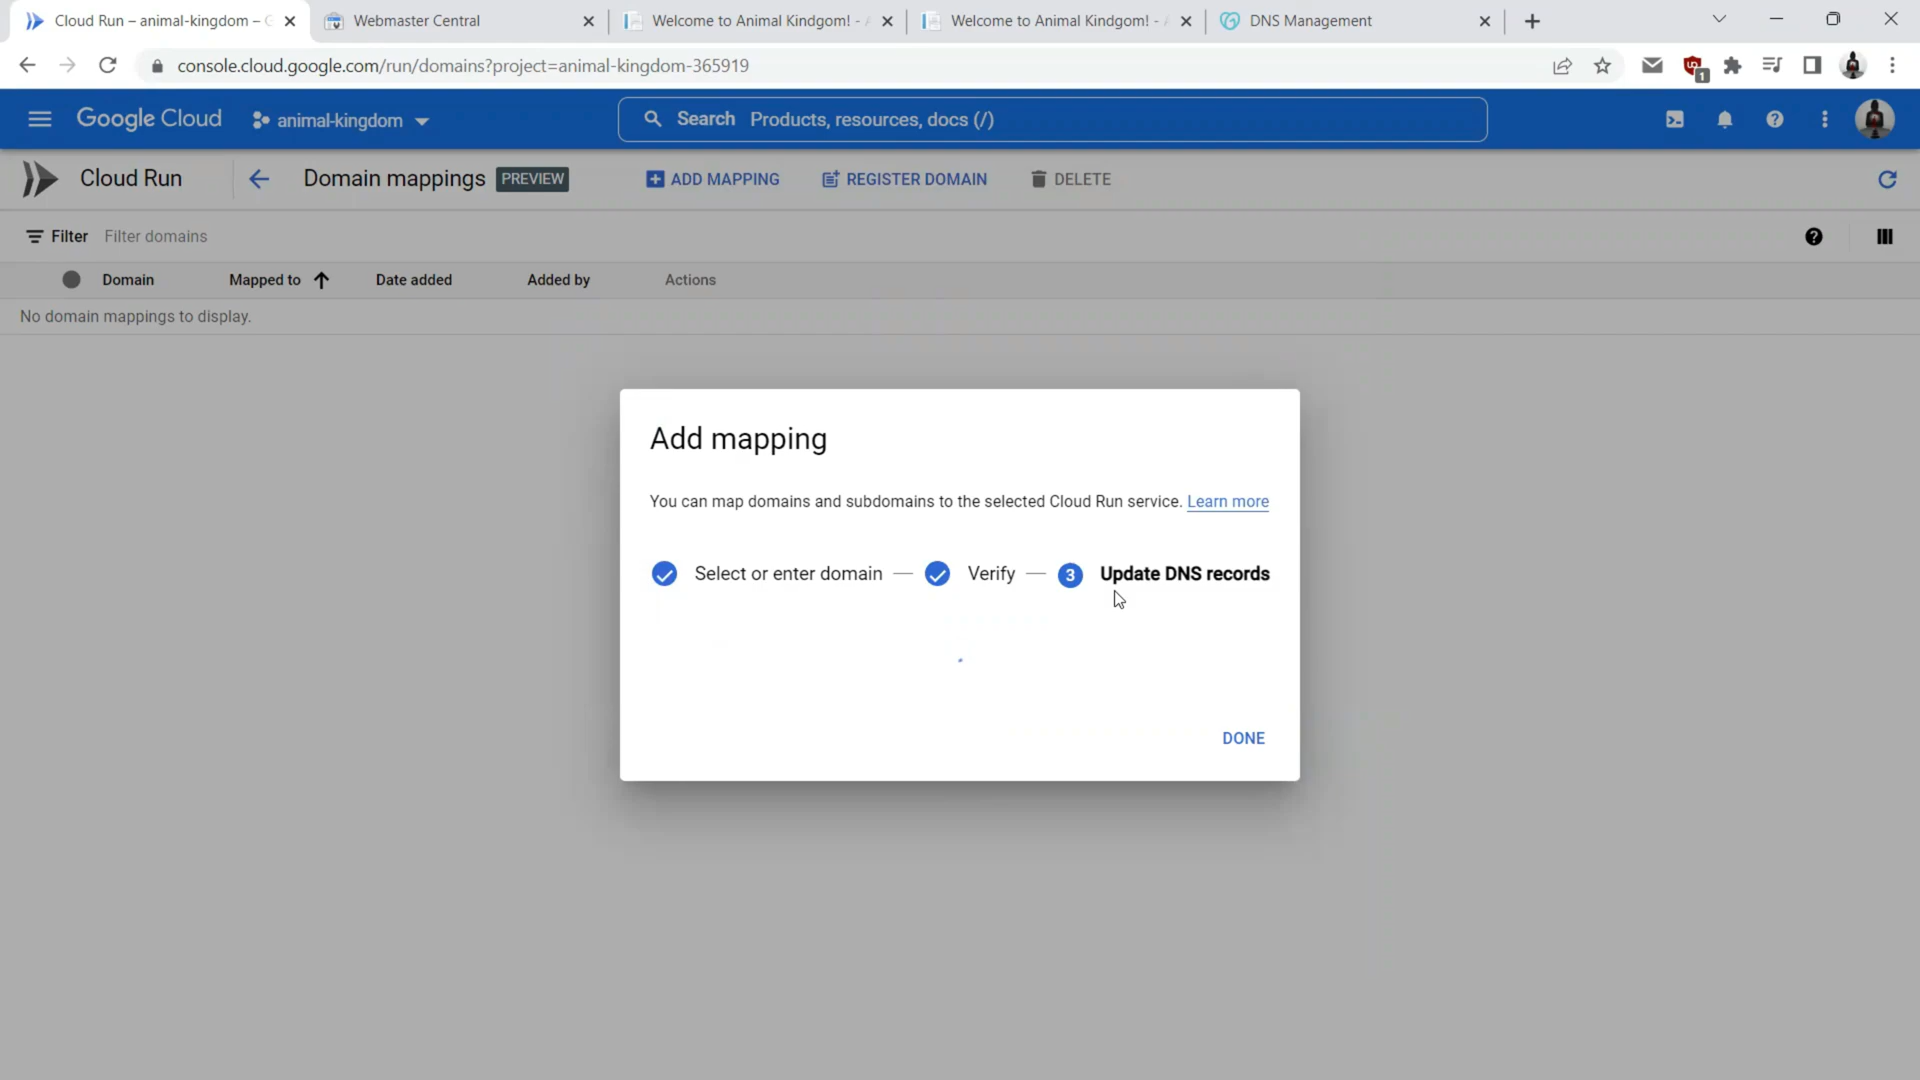 Cloud Run – animal-kingdom –
Webmaster Central
Welcome to Animal Kindgom! -
Welcome to Animal Kindgom! -
DNS Management
console.cloud.google.com/run/domains?project=animal-kingdom-365919
1
Google Cloud
animal-kingdom
Search Products, resources, docs (/)
Cloud Run
Domain mappings PREVIEW
ADD MAPPING
REGISTER DOMAIN
DELETE
Filter Filter domains
Domain Mapped to Date added Added by Actions
No domain mappings to display.
Add mapping
You can map domains and subdomains to the selected Cloud Run service. Learn more
Select or enter domain — Verify — 3 Update DNS records
DONE